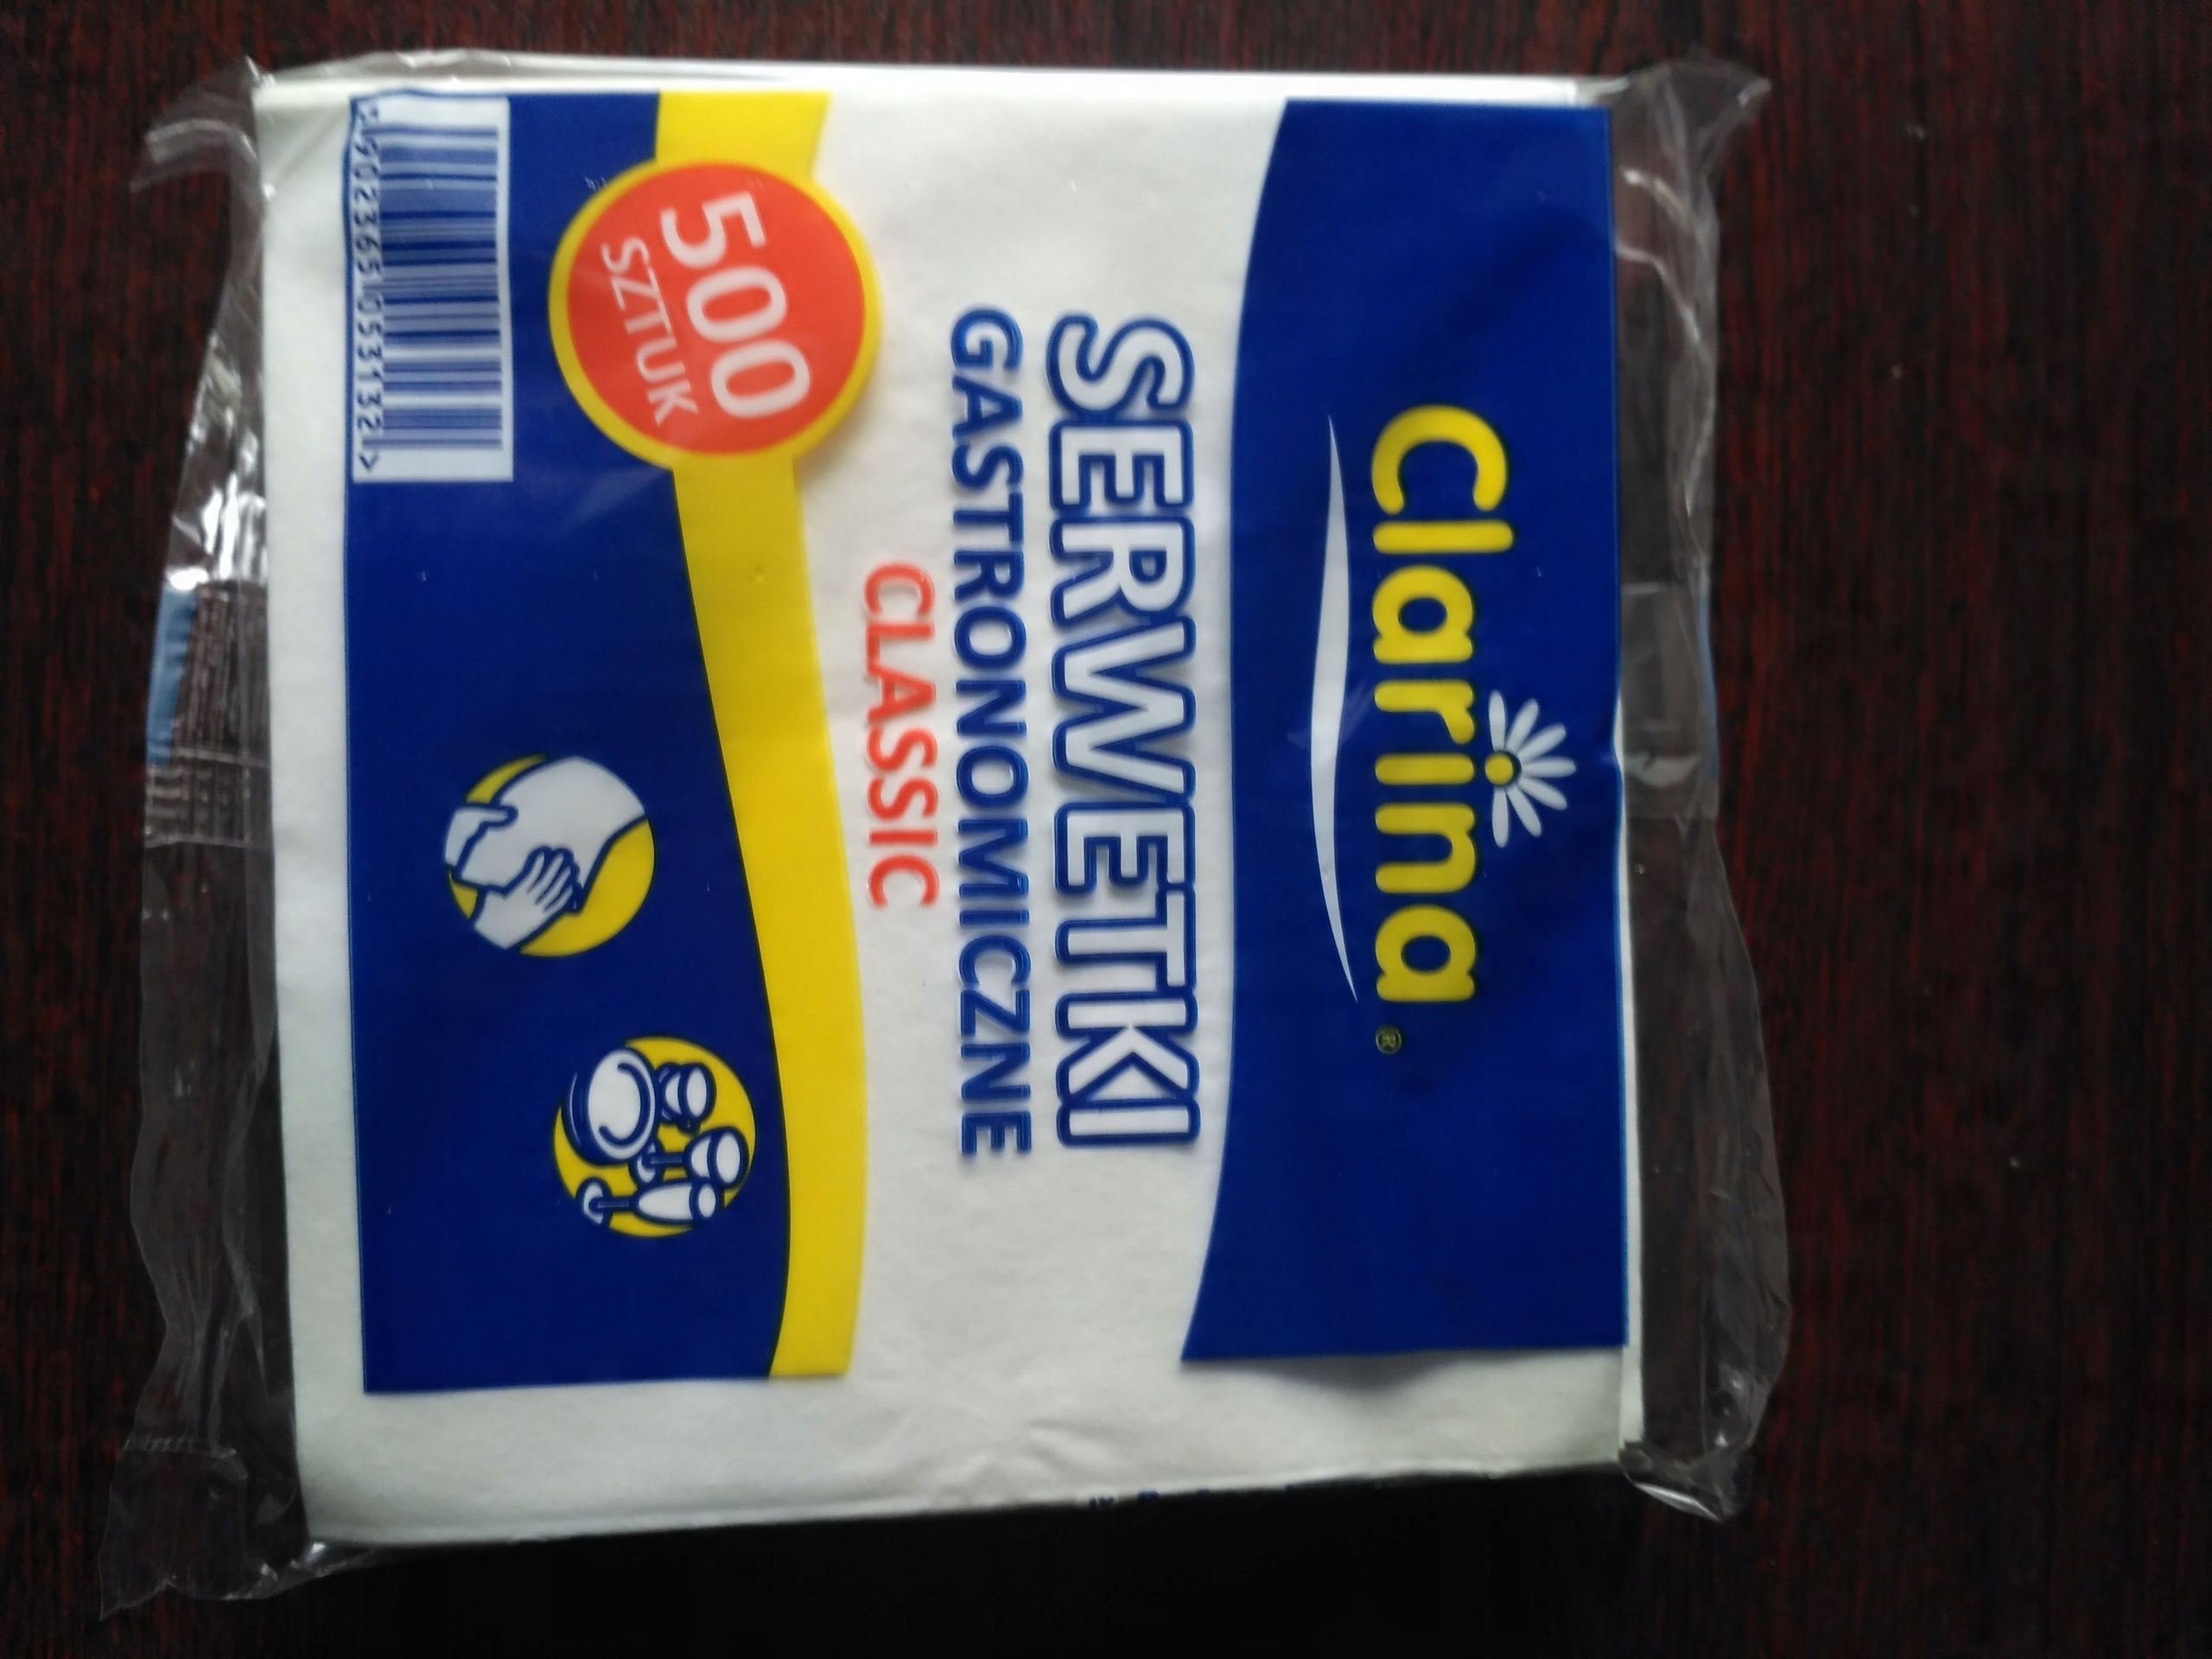 Clarina®
SERWETKI
GASTRONOMICZNE
CLASSIC
500
SZTUK